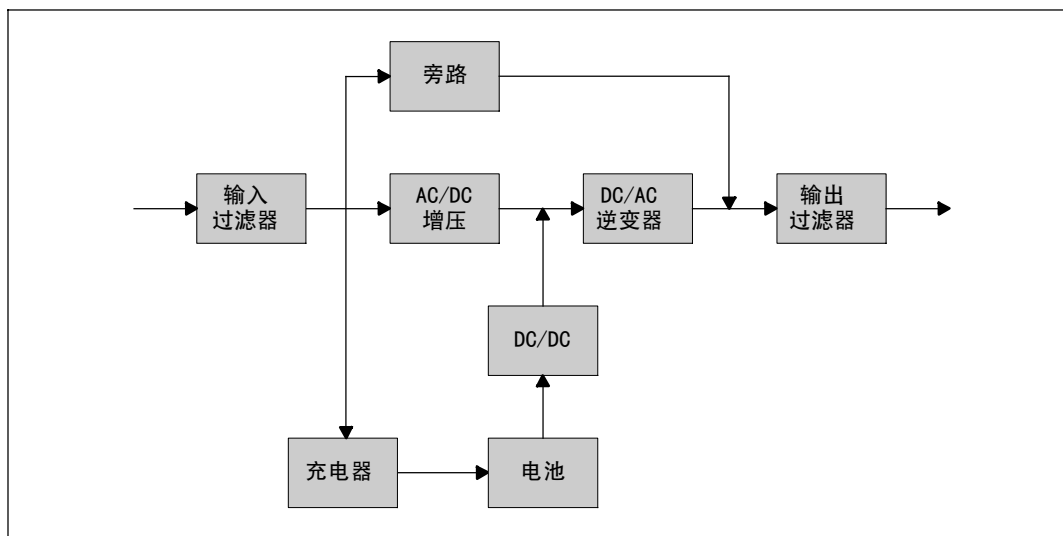 旁路
输入
过滤器
AC/DC
增压
DC/AC
逆变器
输出
过滤器
DC/DC
充电器
电池